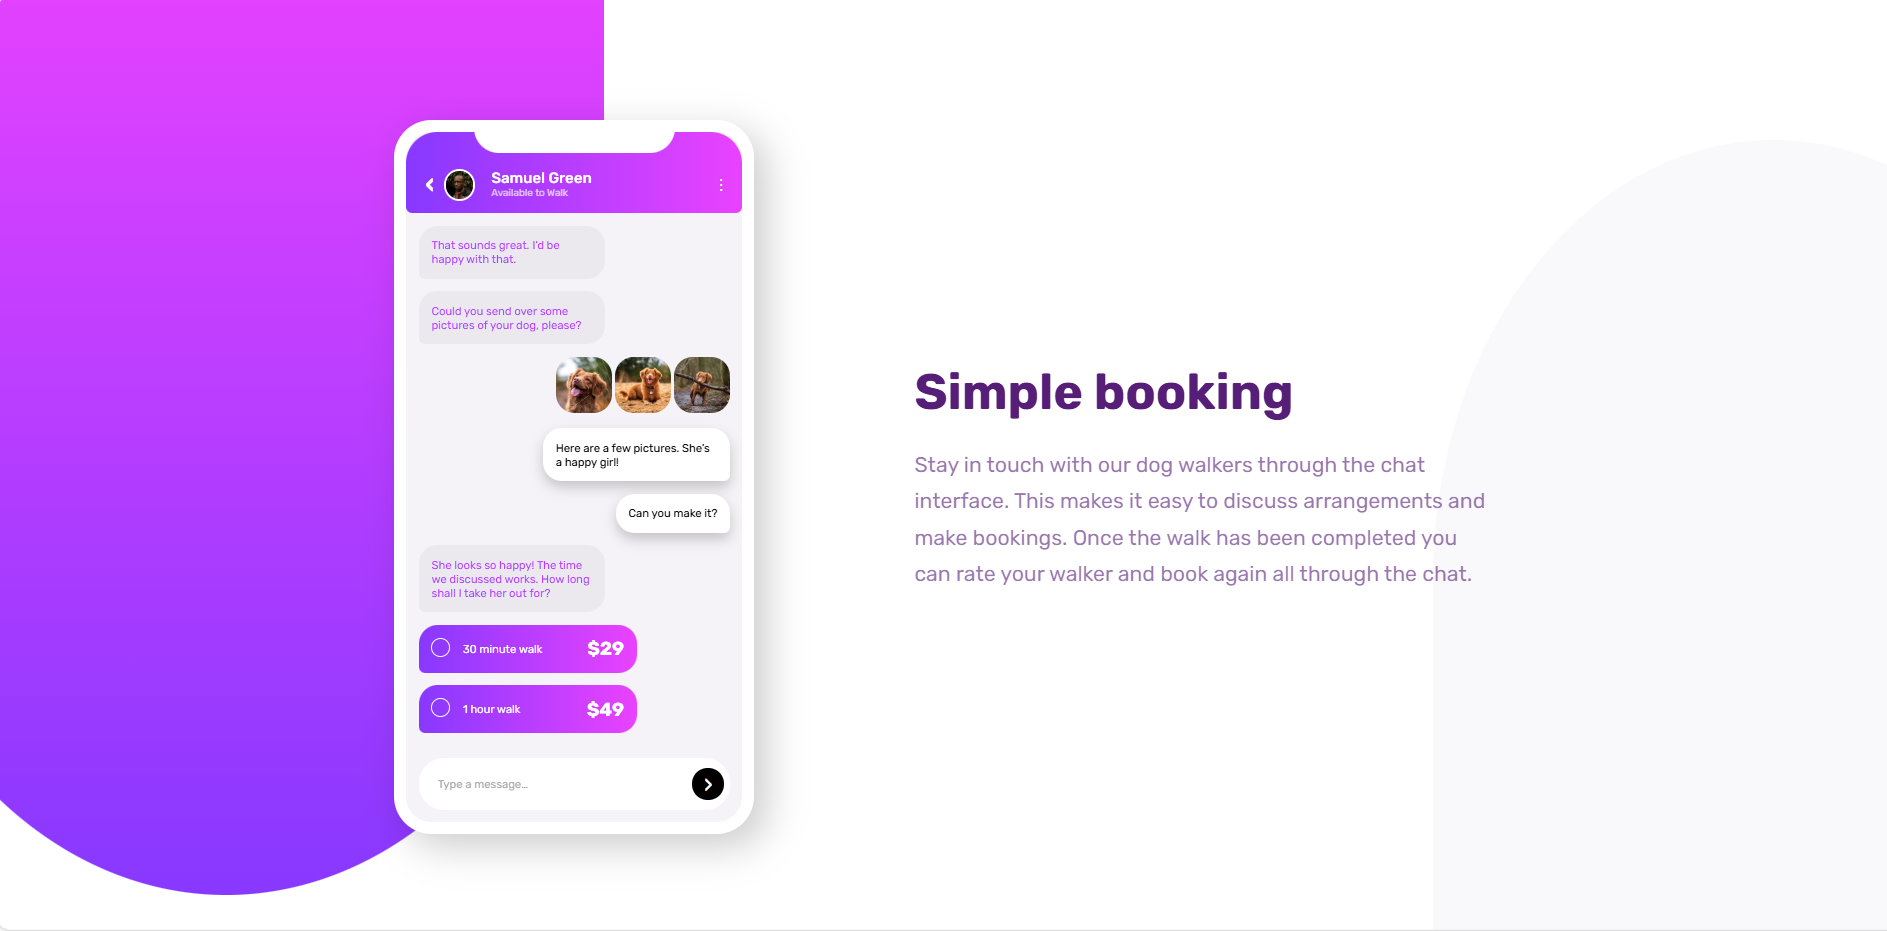 Samuel Green
Available to Walk
That sounds great. I'd be
happy with that.
Could you send over some
pictures of your dog, please?
Here are a few pictures. She's
a happy girl!
Can you make it?
She looks so happy! The time
we discussed works. How long
shall I take her out for?
30 minute walk $29
1 hour walk $49
Type a message...
Simple booking
Stay in touch with our dog walkers through the chat
interface. This makes it easy to discuss arrangements and
make bookings. Once the walk has been completed you
can rate your walker and book again all through the chat.